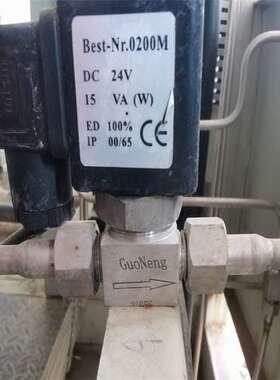 Best-Nr.0200M
DC 24V
15 VA (W)
ED 100%
IP 00/65
CE
GuoNeng